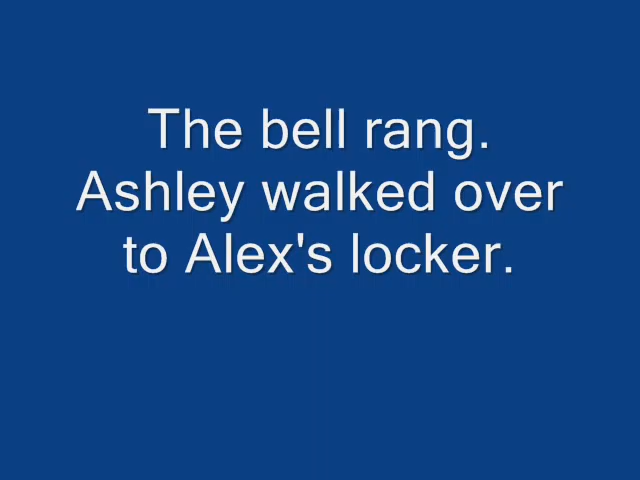 The bell rang.
Ashley walked over
to Alex's locker.